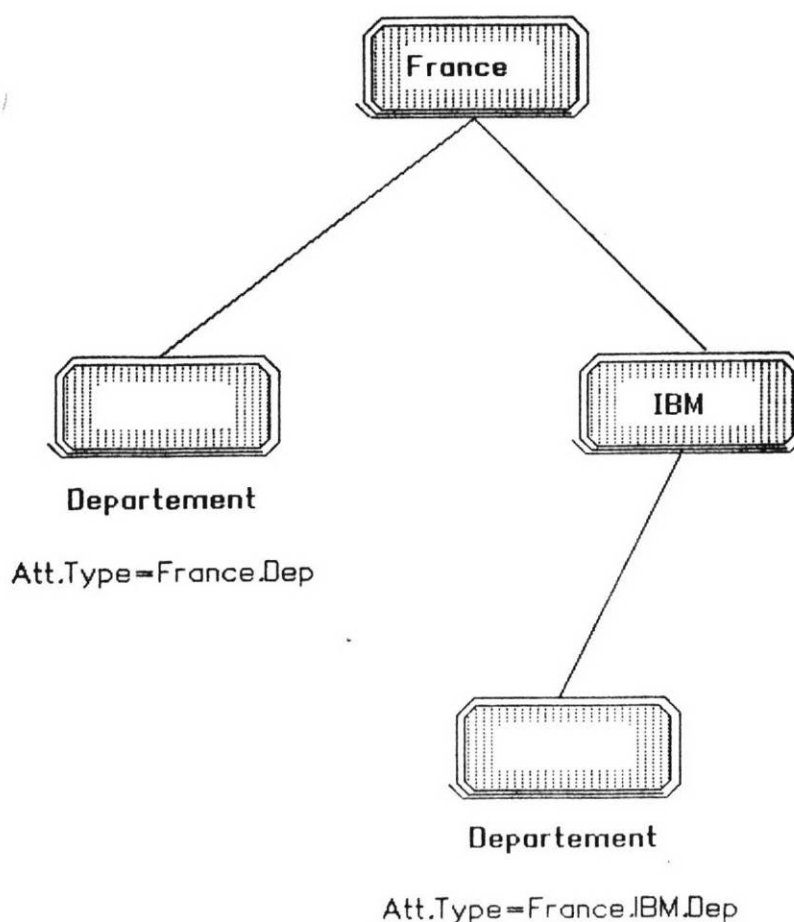 France
IBM
Departement
Att.Type=France.Dep
Departement
Att.Type=France.IBM.Dep